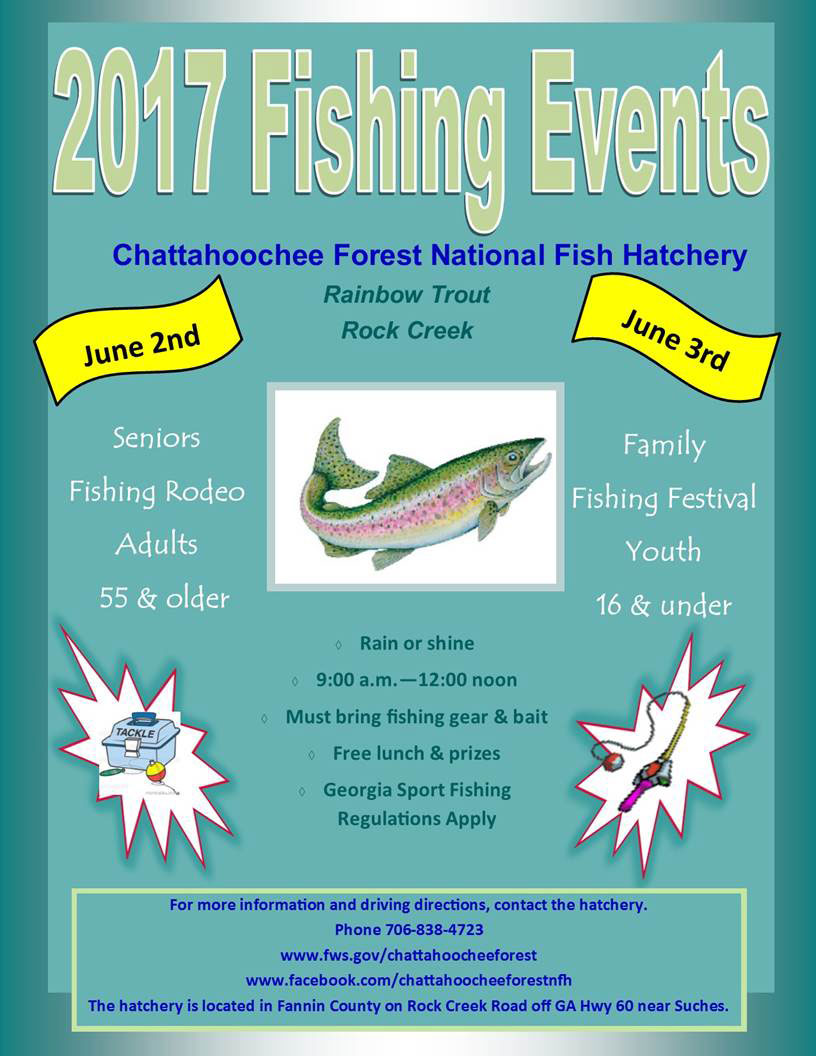 2017 Fishing Events
Chattahoochee Forest National Fish Hatchery
Rainbow Trout
Rock Creek
June 2nd
June 3rd
Seniors
Fishing Rodeo
Adults
55 & older
Family
Fishing Festival
Youth
16 & under
◊ Rain or shine
◊ 9:00 a.m.—12:00 noon
◊ Must bring fishing gear & bait
◊ Free lunch & prizes
◊ Georgia Sport Fishing
Regulations Apply
TACKLE
For more information and driving directions, contact the hatchery.
Phone 706-838-4723
www.fws.gov/chattahoocheeforest
www.facebook.com/chattahoocheeforestnfh
The hatchery is located in Fannin County on Rock Creek Road off GA Hwy 60 near Suches.